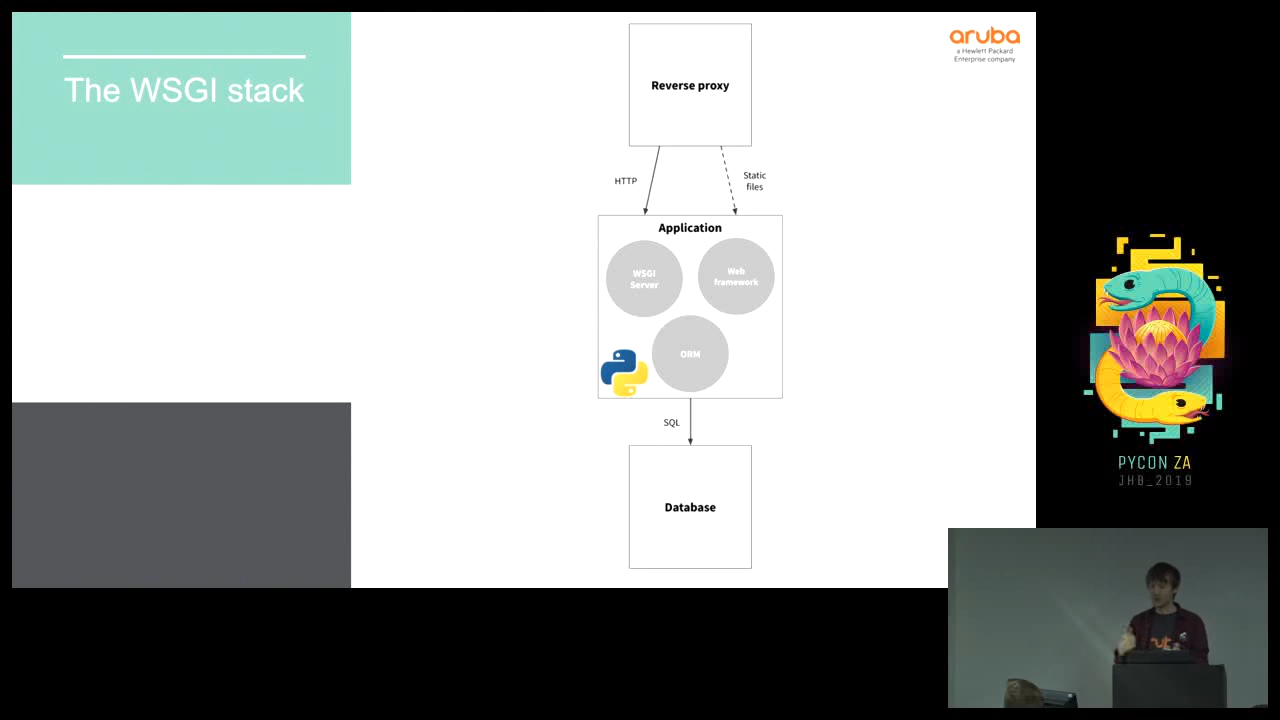 The WSGI stack
aruba
a Hewlett Packard
Enterprise company
Reverse proxy
HTTP
Static
files
Application
WSGI
Server
Web
framework
ORM
SQL
Database
PYCON ZA
JHB_2019